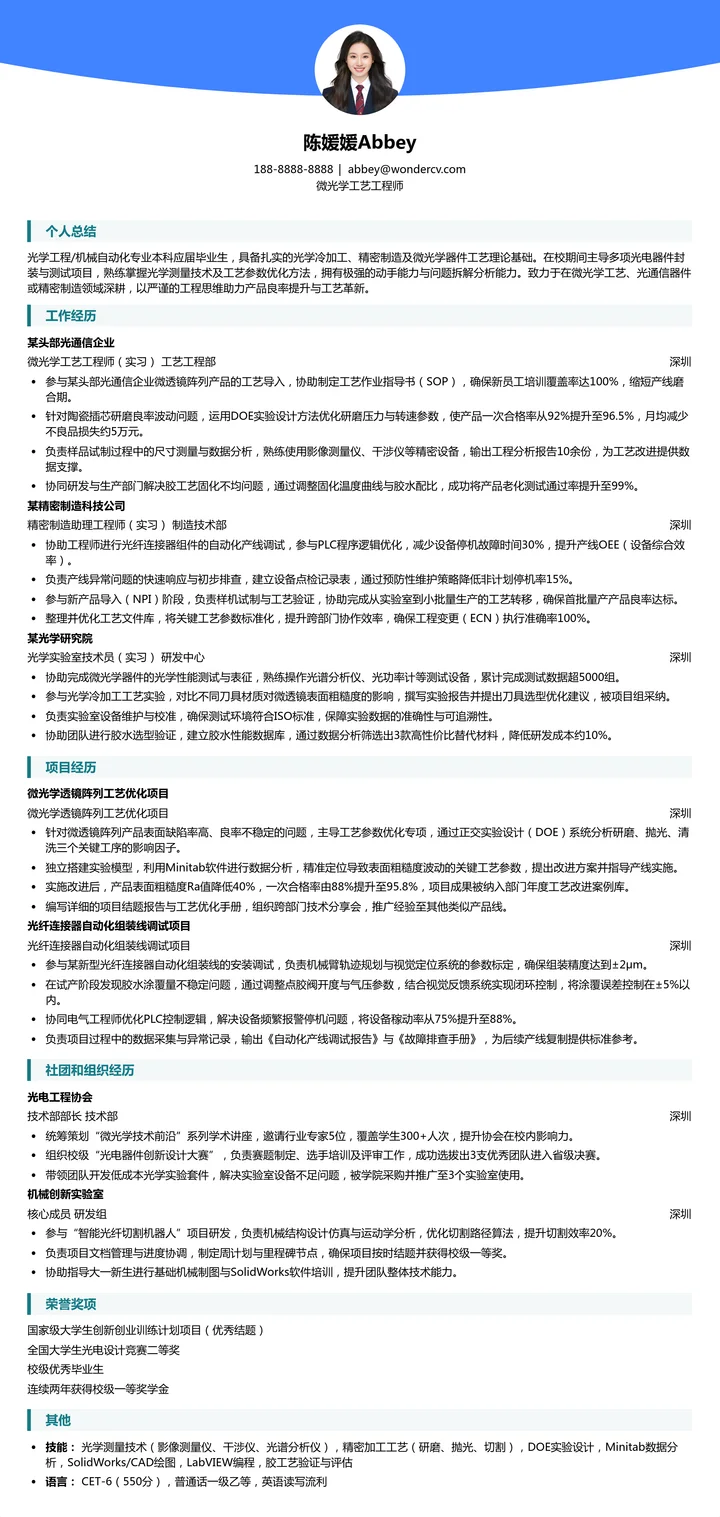 陈媛媛Abbey
188-8888-8888 | abbey@wondercv.com
微光学工艺工程师
个人总结
光学工程/机械自动化专业本科应届毕业生，具备扎实的光学冷加工、精密制造及微光学器件工艺理论基础。在校期间主导多项光电器件封
装与测试项目，熟练掌握光学测量技术及工艺参数优化方法，拥有极强的动手能力与问题拆解分析能力。致力于在微光学工艺、光通信器件
或精密制造领域深耕，以严谨的工程思维助力产品良率提升与工艺革新。
工作经历
某头部光通信企业
微光学工艺工程师（实习） 工艺工程部 深圳
• 参与某头部光通信企业微透镜阵列产品的工艺导入，协助制定工艺作业指导书（SOP），确保新员工培训覆盖率达100%，缩短产线磨
合期。
• 针对陶瓷插芯研磨良率波动问题，运用DOE实验设计方法优化研磨压力与转速参数，使产品一次合格率从92%提升至96.5%，月均减少
不良品损失约5万元。
• 负责样品试制过程中的尺寸测量与数据分析，熟练使用影像测量仪、干涉仪等精密设备，输出工程分析报告10余份，为工艺改进提供数
据支撑。
• 协同研发与生产部门解决胶工艺固化不均问题，通过调整固化温度曲线与胶水配比，成功将产品老化测试通过率提升至99%。
某精密制造科技公司
精密制造助理工程师（实习） 制造技术部 深圳
• 协助工程师进行光纤连接器组件的自动化产线调试，参与PLC程序逻辑优化，减少设备停机故障时间30%，提升产线OEE（设备综合效
率）。
• 负责产线异常问题的快速响应与初步排查，建立设备点检记录表，通过预防性维护策略降低非计划停机率15%。
• 参与新产品导入（NPI）阶段，负责样机试制与工艺验证，协助完成从实验室到小批量生产的工艺转移，确保首批量产产品良率达标。
• 整理并优化工艺文件库，将关键工艺参数标准化，提升跨部门协作效率，确保工程变更（ECN）执行准确率100%。
某光学研究院
光学实验室技术员（实习） 研发中心 深圳
• 协助完成微光学器件的光学性能测试与表征，熟练操作光谱分析仪、光功率计等测试设备，累计完成测试数据超5000组。
• 参与光学冷加工工艺实验，对比不同刀具材质对微透镜表面粗糙度的影响，撰写实验报告并提出刀具选型优化建议，被项目组采纳。
• 负责实验室设备维护与校准，确保测试环境符合ISO标准，保障实验数据的准确性与可追溯性。
• 协助团队进行胶水选型验证，建立胶水性能数据库，通过数据分析筛选出3款高性价比替代材料，降低研发成本约10%。
项目经历
微光学透镜阵列工艺优化项目
微光学透镜阵列工艺优化项目 深圳
• 针对微透镜阵列产品表面缺陷率高、良率不稳定的问题，主导工艺参数优化专项，通过正交实验设计（DOE）系统分析研磨、抛光、清
洗三个关键工序的影响因子。
• 独立搭建实验模型，利用Minitab软件进行数据分析，精准定位导致表面粗糙度波动的关键工艺参数，提出改进方案并指导产线实施。
• 实施改进后，产品表面粗糙度Ra值降低40%，一次合格率由88%提升至95.8%，项目成果被纳入部门年度工艺改进案例库。
• 编写详细的项目结题报告与工艺优化手册，组织跨部门技术分享会，推广经验至其他类似产品线。
光纤连接器自动化组装线调试项目
光纤连接器自动化组装线调试项目 深圳
• 参与某新型光纤连接器自动化组装线的安装调试，负责机械臂轨迹规划与视觉定位系统的参数标定，确保组装精度达到±2μm。
• 在试产阶段发现胶水涂覆量不稳定问题，通过调整点胶阀开度与气压参数，结合视觉反馈系统实现闭环控制，将涂覆误差控制在±5%以
内。
• 协同电气工程师优化PLC控制逻辑，解决设备频繁报警停机问题，将设备稼动率从75%提升至88%。
• 负责项目过程中的数据采集与异常记录，输出《自动化产线调试报告》与《故障排查手册》，为后续产线复制提供标准参考。
社团和组织经历
光电工程协会
技术部部长 技术部 深圳
• 统筹策划“微光学技术前沿”系列学术讲座，邀请行业专家5位，覆盖学生300+人次，提升协会在校内影响力。
• 组织校级“光电器件创新设计大赛”，负责赛题制定、选手培训及评审工作，成功选拔出3支优秀团队进入省级决赛。
• 带领团队开发低成本光学实验套件，解决实验室设备不足问题，被学院采购并推广至3个实验室使用。
机械创新实验室
核心成员 研发组 深圳
• 参与“智能光纤切割机器人”项目研发，负责机械结构设计仿真与运动学分析，优化切割路径算法，提升切割效率20%。
• 负责项目文档管理与进度协调，制定周计划与里程碑节点，确保项目按时结题并获得校级一等奖。
• 协助指导大一新生进行基础机械制图与SolidWorks软件培训，提升团队整体技术能力。
荣誉奖项
国家级大学生创新创业训练计划项目（优秀结题）
全国大学生光电设计竞赛二等奖
校级优秀毕业生
连续两年获得校级一等奖学金
其他
• 技能： 光学测量技术（影像测量仪、干涉仪、光谱分析仪），精密加工工艺（研磨、抛光、切割），DOE实验设计，Minitab数据分
析，SolidWorks/CAD绘图，LabVIEW编程，胶工艺验证与评估
• 语言： CET-6（550分），普通话一级乙等，英语读写流利